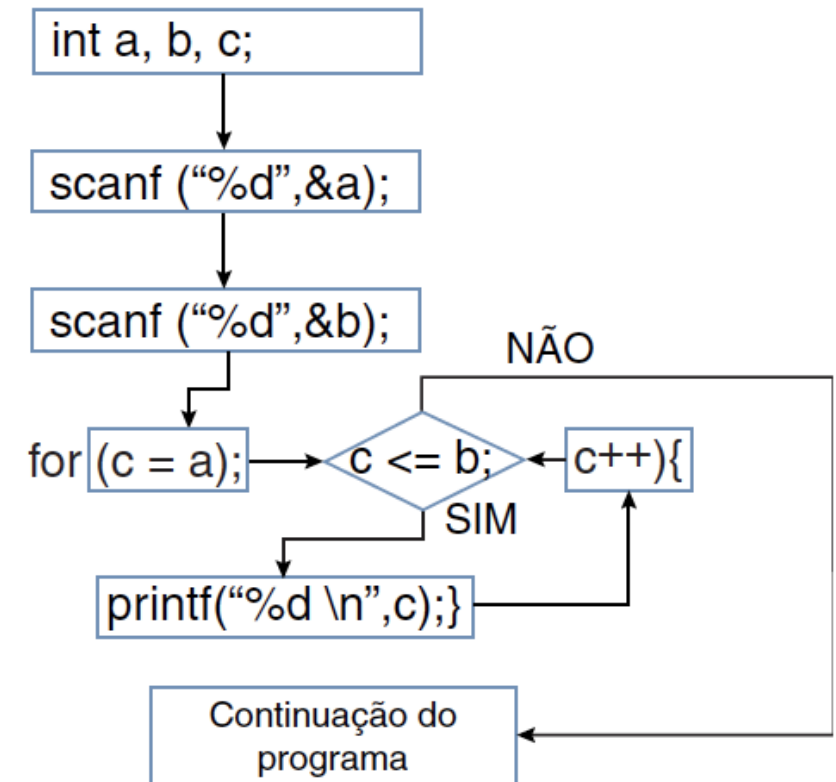 int a, b, c;
scanf (“%d”,&a);
scanf (“%d”,&b);
NÃO
for (c = a); c <= b; c++){
SIM
printf(“%d \n”,c);}
Continuação do
programa